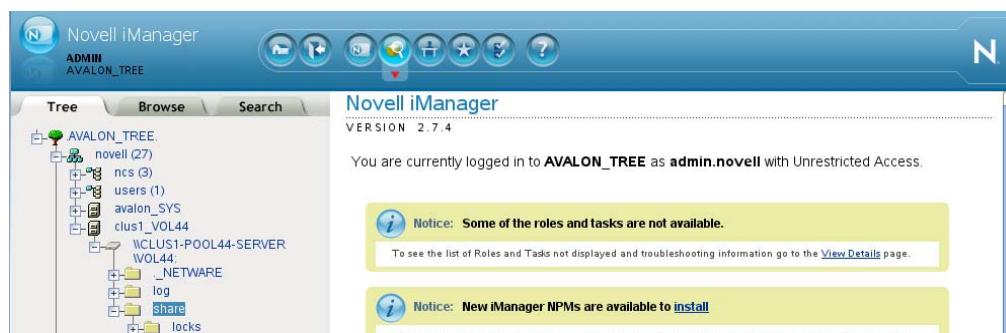 Novell iManager
ADMIN
AVALON_TREE
N
Tree Browse Search
AVALON_TREE.
novell (27)
ncs (3)
users (1)
avalon_SYS
clus1_VOL44
\\CLUS1-POOL44-SERVER
\VOL44:
._NETWARE
log
share
locks
Novell iManager
VERSION 2.7.4
You are currently logged in to AVALON_TREE as admin.novell with Unrestricted Access.
Notice: Some of the roles and tasks are not available.
To see the list of Roles and Tasks not displayed and troubleshooting information go to the View Details page.
Notice: New iManager NPMs are available to install